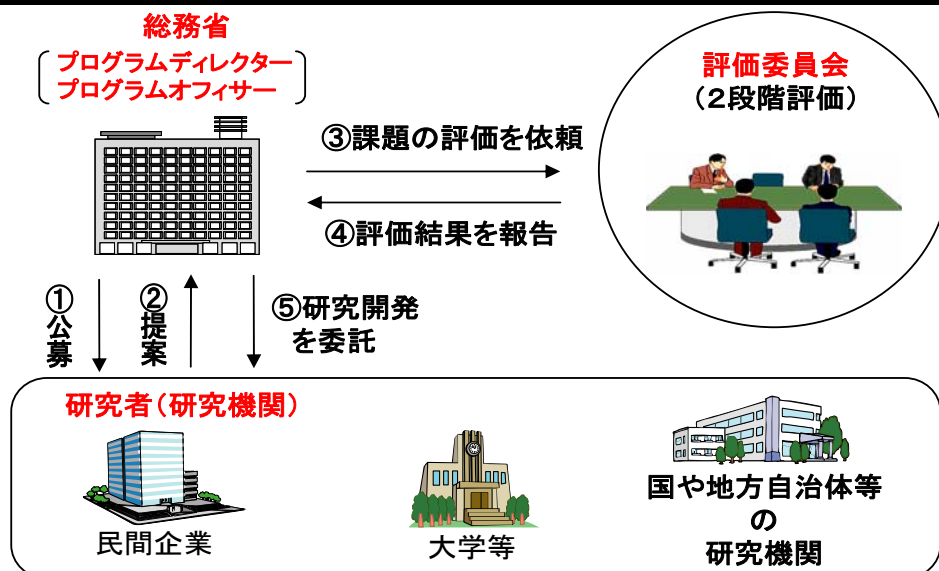 総務省
プログラムディレクター
プログラムオフィサー
評価委員会
(2段階評価)
③課題の評価を依頼
④評価結果を報告
①公募
②提案
⑤研究開発
を委託
研究者(研究機関)
民間企業
大学等
国や地方自治体等
の
研究機関